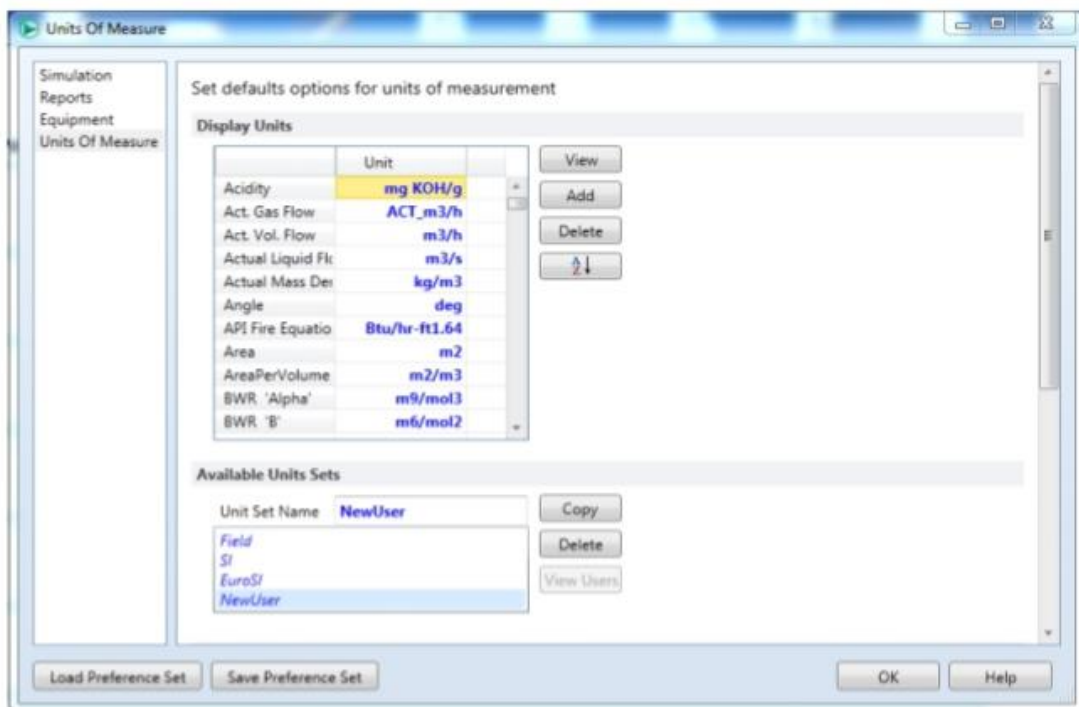 Units Of Measure
Simulation
Reports
Equipment
Units Of Measure
Set defaults options for units of measurement
Display Units
Unit
Acidity mg KOH/g
Act. Gas Flow ACT_m3/h
Act. Vol. Flow m3/h
Actual Liquid Flo m3/s
Actual Mass Der kg/m3
Angle deg
API Fire Equatio Btu/hr-ft1.64
Area m2
AreaPerVolume m2/m3
BWR 'Alpha' m9/mol3
BWR 'B' m6/mol2
View
Add
Delete
Available Units Sets
Unit Set Name NewUser
Field
SI
EuroSI
NewUser
Copy
Delete
View Users
Load Preference Set Save Preference Set OK Help